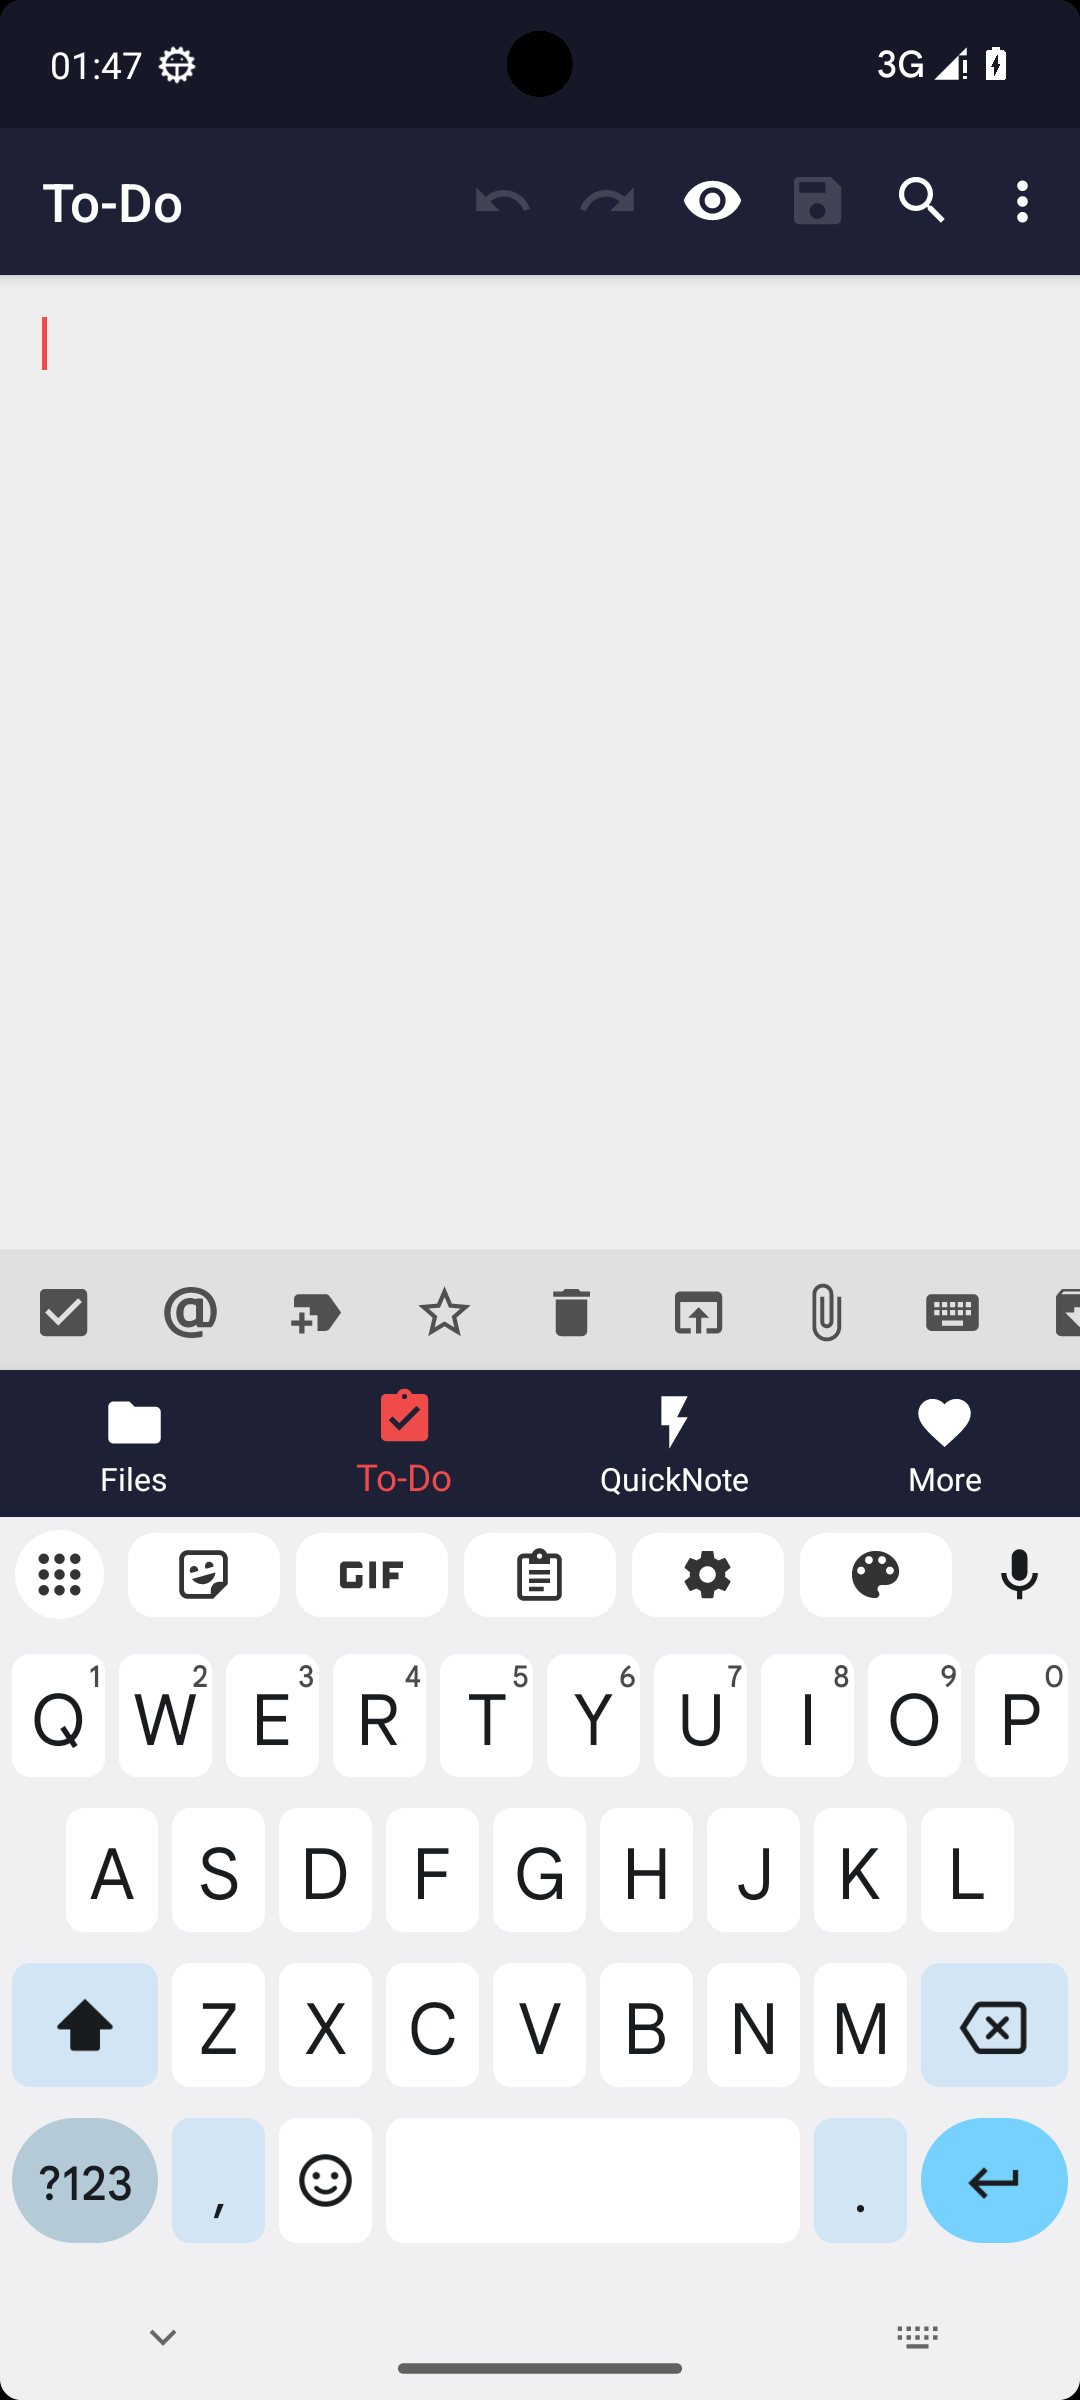 01:47
3G
To-Do
@
Files
To-Do
QuickNote
More
GIF
Q1 W2 E3 R4 T5 Y6 U7 I8 O9 P0
A S D F G H J K L
Z X C V B N M
?123 , .